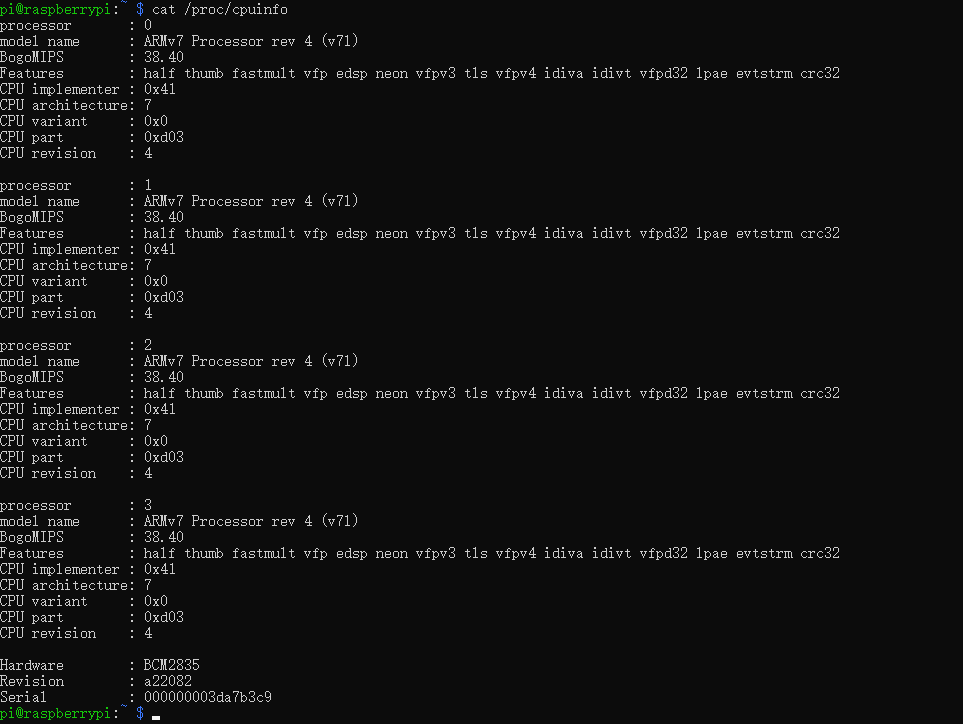 pi@raspberrypi:~ $ cat /proc/cpuinfo
processor       : 0
model name      : ARMv7 Processor rev 4 (v7l)
BogoMIPS        : 38.40
Features        : half thumb fastmult vfp edsp neon vfpv3 tls vfpv4 idiva idivt vfpd32 lpae evtstrm crc32
CPU implementer : 0x41
CPU architecture: 7
CPU variant     : 0x0
CPU part        : 0xd03
CPU revision    : 4

processor       : 1
model name      : ARMv7 Processor rev 4 (v7l)
BogoMIPS        : 38.40
Features        : half thumb fastmult vfp edsp neon vfpv3 tls vfpv4 idiva idivt vfpd32 lpae evtstrm crc32
CPU implementer : 0x41
CPU architecture: 7
CPU variant     : 0x0
CPU part        : 0xd03
CPU revision    : 4

processor       : 2
model name      : ARMv7 Processor rev 4 (v7l)
BogoMIPS        : 38.40
Features        : half thumb fastmult vfp edsp neon vfpv3 tls vfpv4 idiva idivt vfpd32 lpae evtstrm crc32
CPU implementer : 0x41
CPU architecture: 7
CPU variant     : 0x0
CPU part        : 0xd03
CPU revision    : 4

processor       : 3
model name      : ARMv7 Processor rev 4 (v7l)
BogoMIPS        : 38.40
Features        : half thumb fastmult vfp edsp neon vfpv3 tls vfpv4 idiva idivt vfpd32 lpae evtstrm crc32
CPU implementer : 0x41
CPU architecture: 7
CPU variant     : 0x0
CPU part        : 0xd03
CPU revision    : 4

Hardware        : BCM2835
Revision        : a22082
Serial          : 000000003da7b3c9
pi@raspberrypi:~ $